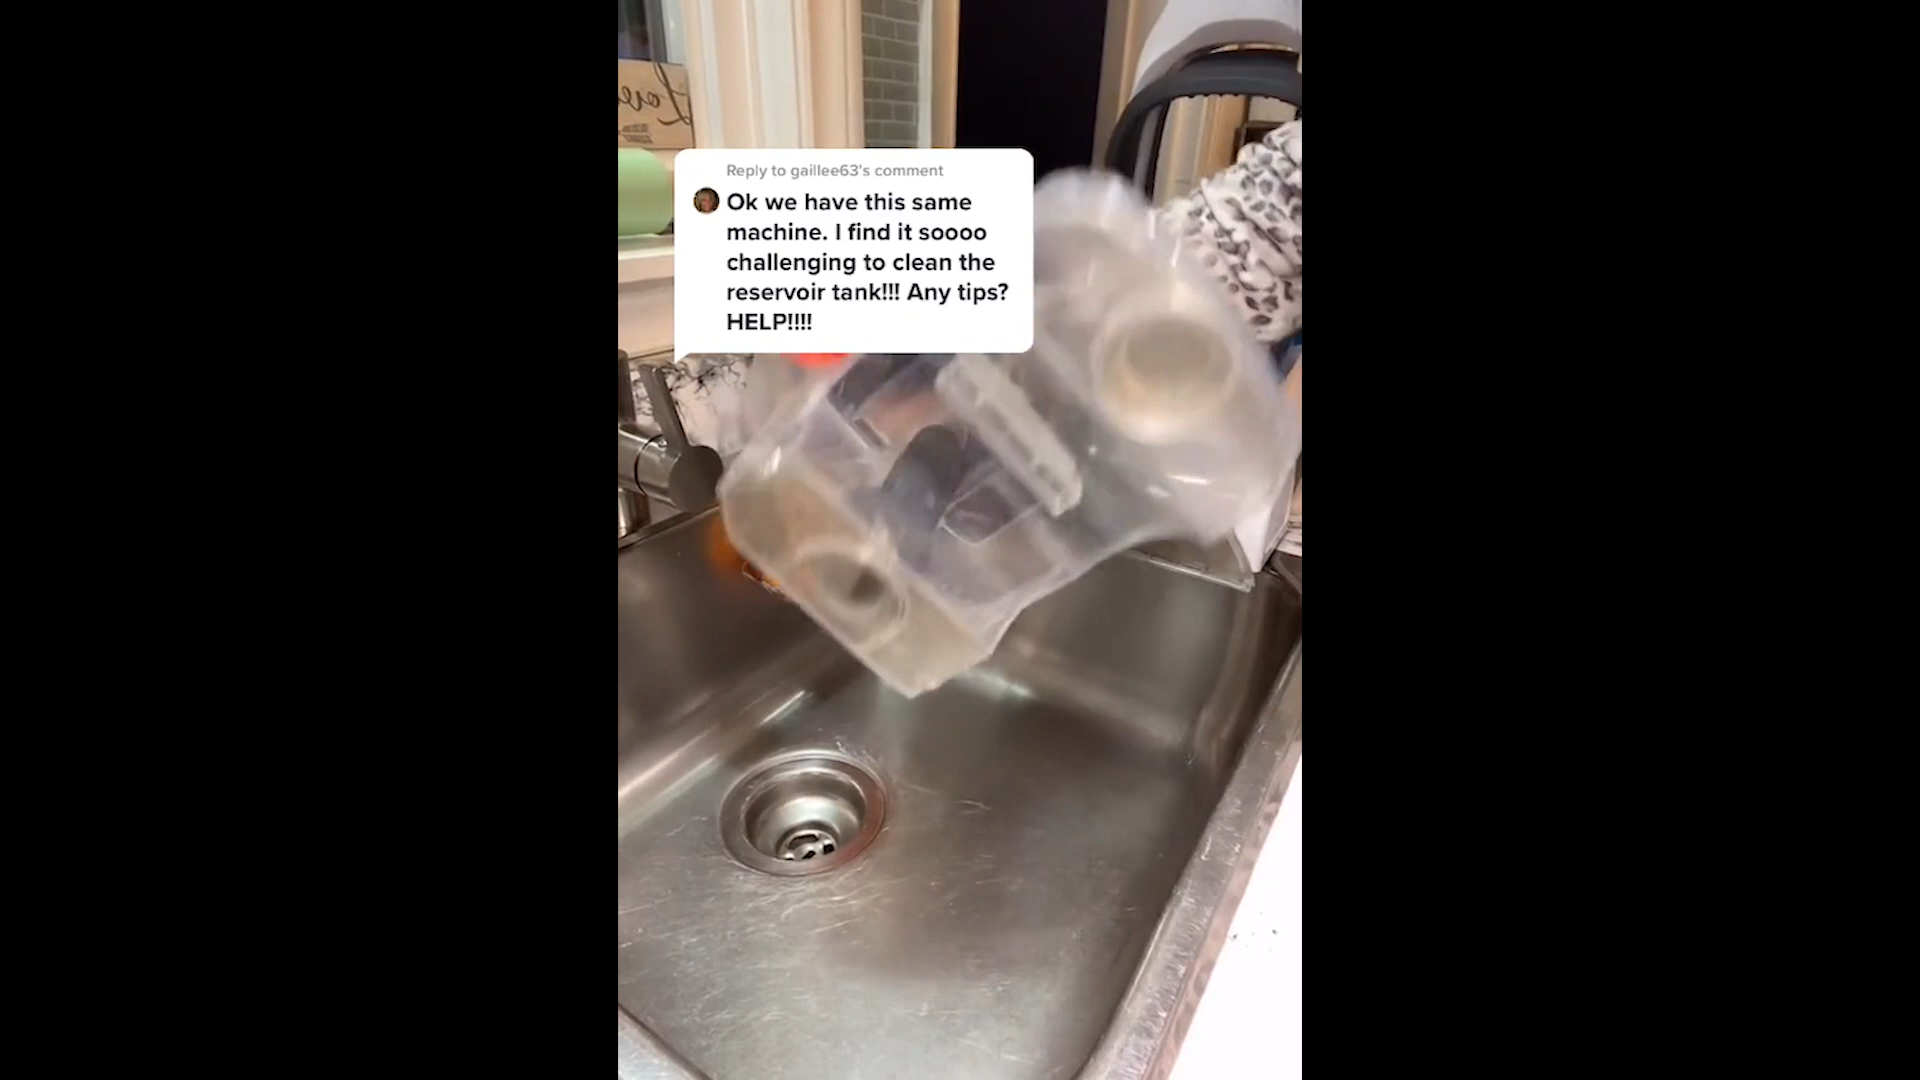 Reply to gaillee63's comment
Ok we have this same
machine. I find it soooo
challenging to clean the
reservoir tank!!! Any tips?
HELP!!!!